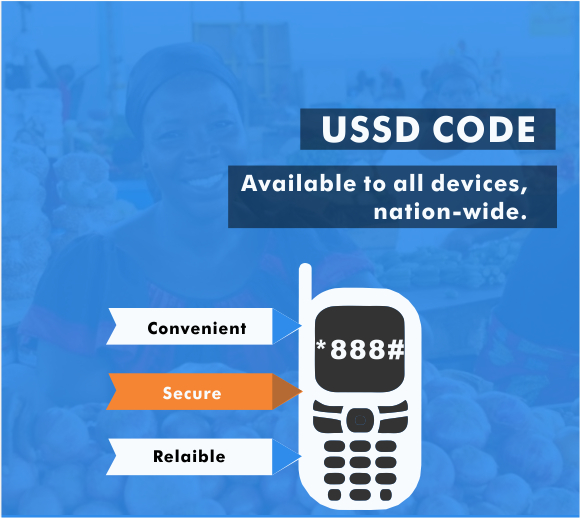 USSD CODE
Available to all devices,
nation-wide.
Convenient
*888#
Secure
Relaible